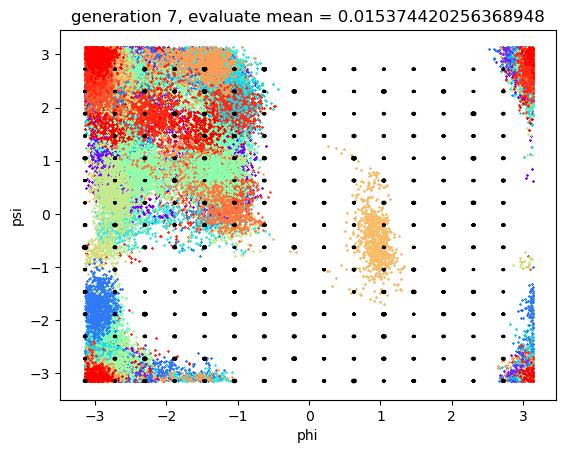 generation 7, evaluate mean = 0.015374420256368948
3
2
1
0
−1
−2
−3
psi
−3 −2 −1 0 1 2 3
phi